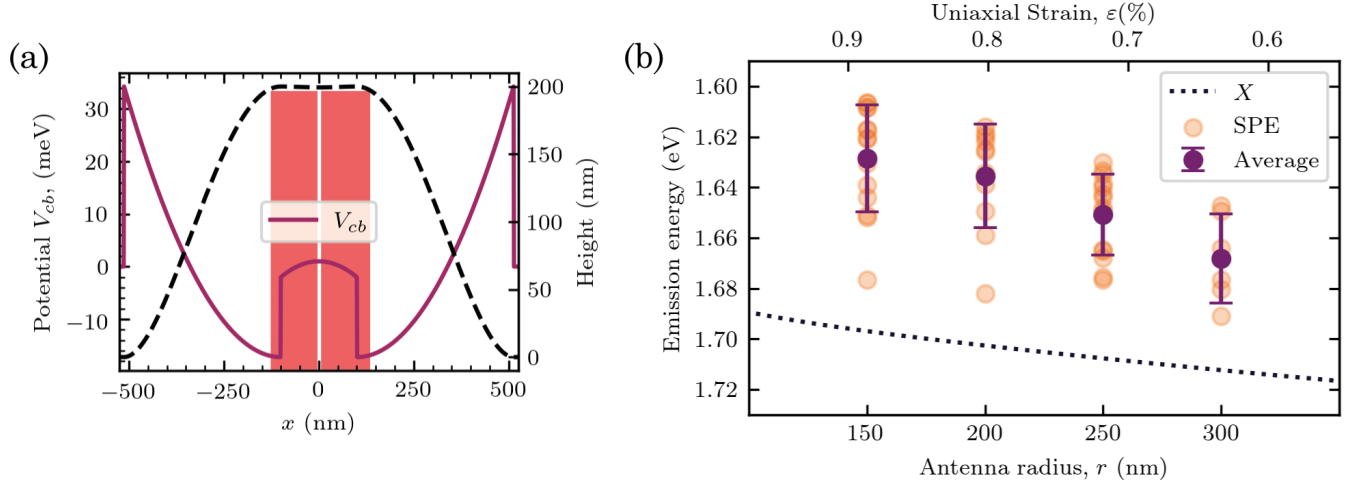 (a)
Potential V_cb,, (meV)
30
20
10
0
−10
200
150
100
50
0
Height (nm)
V_cb
−500
−250
0
250
500
x (nm)
(b)
Uniaxial Strain, ε(%)
0.9
0.8
0.7
0.6
Emission energy (eV)
1.60
1.62
1.64
1.66
1.68
1.70
1.72
X
SPE
Average
150
200
250
300
Antenna radius, r (nm)